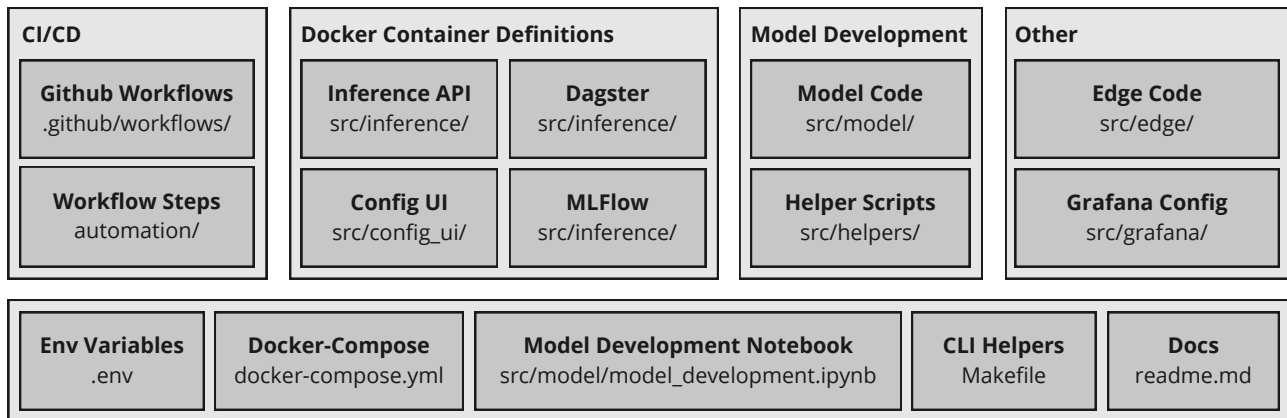 CI/CD
Github Workflows
.github/workflows/
Workflow Steps
automation/
Docker Container Definitions
Inference API
src/inference/
Dagster
src/inference/
Config UI
src/config_ui/
MLFlow
src/inference/
Model Development
Model Code
src/model/
Helper Scripts
src/helpers/
Other
Edge Code
src/edge/
Grafana Config
src/grafana/
Env Variables
.env
Docker-Compose
docker-compose.yml
Model Development Notebook
src/model/model_development.ipynb
CLI Helpers
Makefile
Docs
readme.md